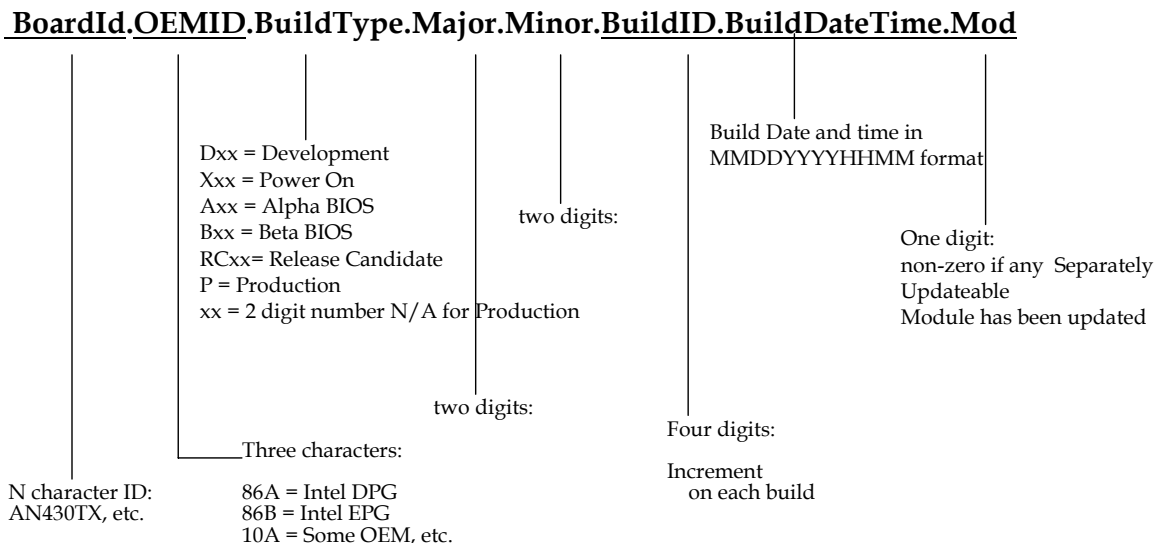 BoardId.OEMID.BuildType.Major.Minor.BuildID.BuildDateTime.Mod
Build Date and time in
MMDDYYYYHHMM format
Dxx = Development
Xxx = Power On
Axx = Alpha BIOS
Bxx = Beta BIOS
RCxx= Release Candidate
P = Production
xx = 2 digit number N/A for Production
two digits:
One digit:
non-zero if any Separately
Updateable
Module has been updated
two digits:
Four digits:
Increment
on each build
Three characters:
86A = Intel DPG
86B = Intel EPG
10A = Some OEM, etc.
N character ID:
AN430TX, etc.